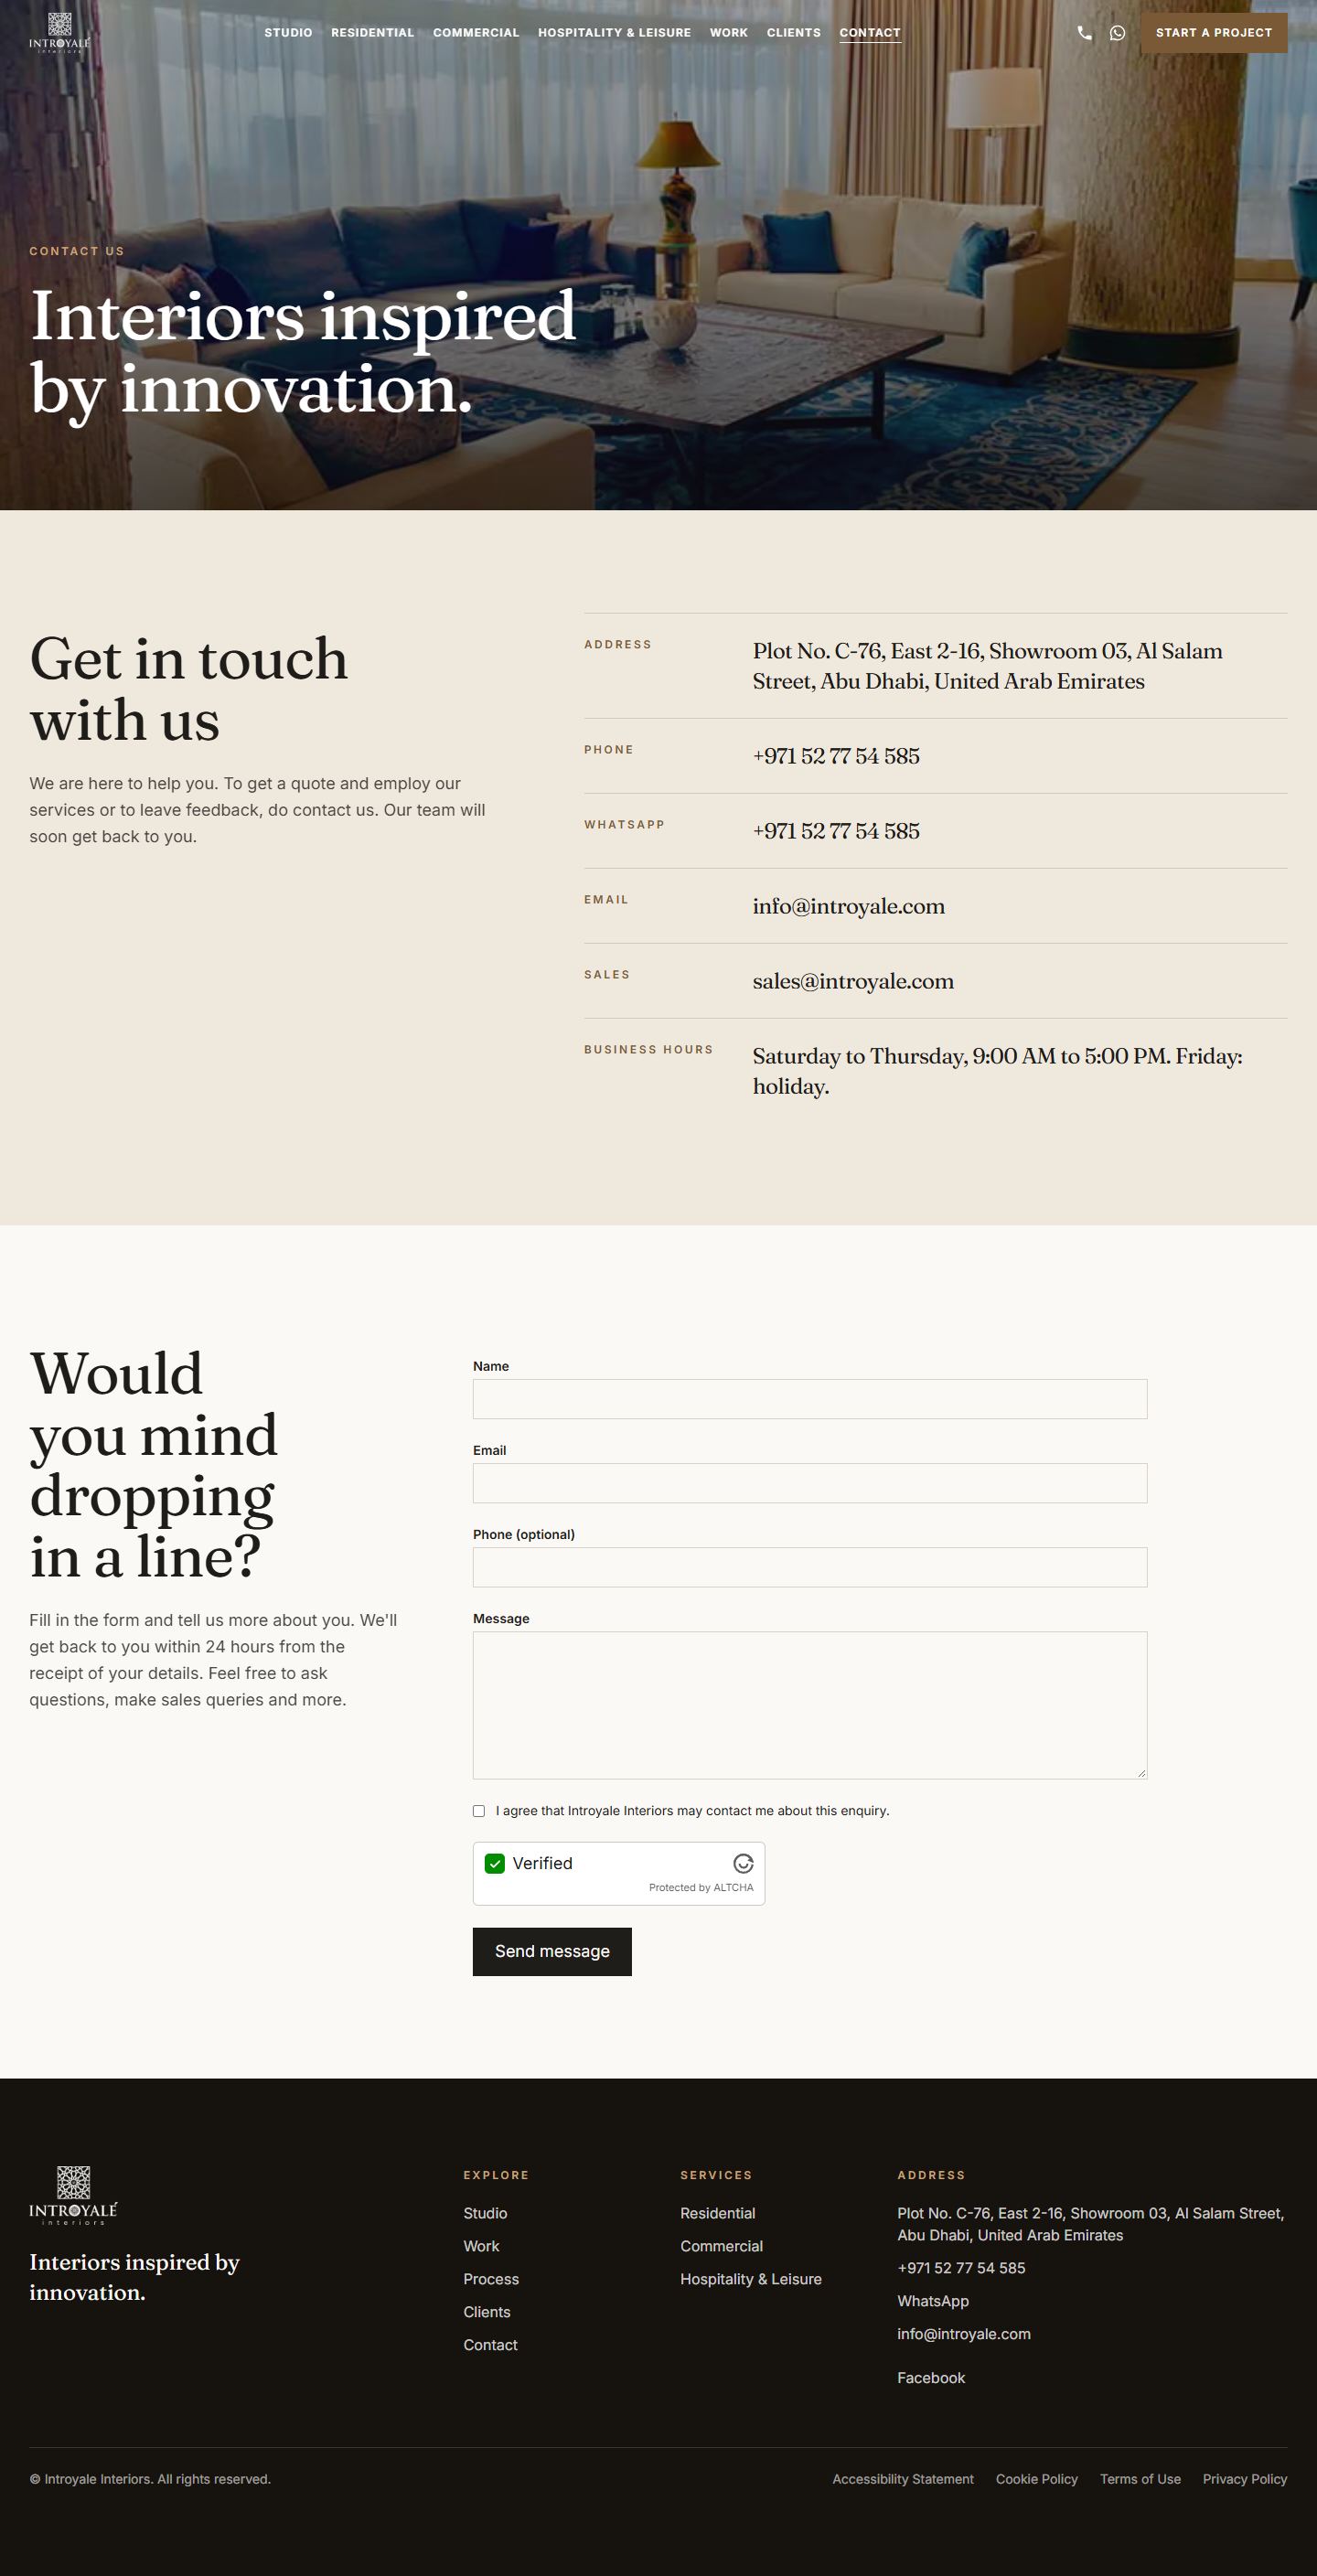 INTROYALÉ
interiors
STUDIO RESIDENTIAL COMMERCIAL HOSPITALITY & LEISURE WORK CLIENTS CONTACT
START A PROJECT
CONTACT US
Interiors inspired
by innovation.
Get in touch
with us
We are here to help you. To get a quote and employ our
services or to leave feedback, do contact us. Our team will
soon get back to you.
ADDRESS
Plot No. C-76, East 2-16, Showroom 03, Al Salam
Street, Abu Dhabi, United Arab Emirates
PHONE
+971 52 77 54 585
WHATSAPP
+971 52 77 54 585
EMAIL
info@introyale.com
SALES
sales@introyale.com
BUSINESS HOURS
Saturday to Thursday, 9:00 AM to 5:00 PM. Friday:
holiday.
Would
you mind
dropping
in a line?
Fill in the form and tell us more about you. We'll
get back to you within 24 hours from the
receipt of your details. Feel free to ask
questions, make sales queries and more.
Name
Email
Phone (optional)
Message
I agree that Introyale Interiors may contact me about this enquiry.
Verified
Protected by ALTCHA
Send message
INTROYALÉ
interiors
Interiors inspired by
innovation.
EXPLORE
Studio
Work
Process
Clients
Contact
SERVICES
Residential
Commercial
Hospitality & Leisure
ADDRESS
Plot No. C-76, East 2-16, Showroom 03, Al Salam Street,
Abu Dhabi, United Arab Emirates
+971 52 77 54 585
WhatsApp
info@introyale.com
Facebook
© Introyale Interiors. All rights reserved.
Accessibility Statement Cookie Policy Terms of Use Privacy Policy